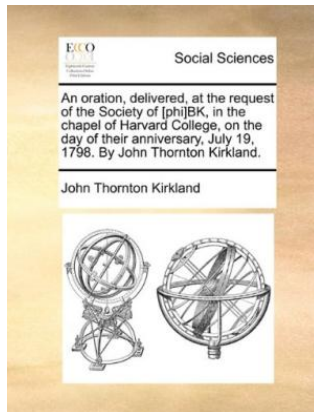 ECCO
Social Sciences
An oration, delivered, at the request
of the Society of [phi]BK, in the
chapel of Harvard College, on the
day of their anniversary, July 19,
1798. By John Thornton Kirkland.
John Thornton Kirkland